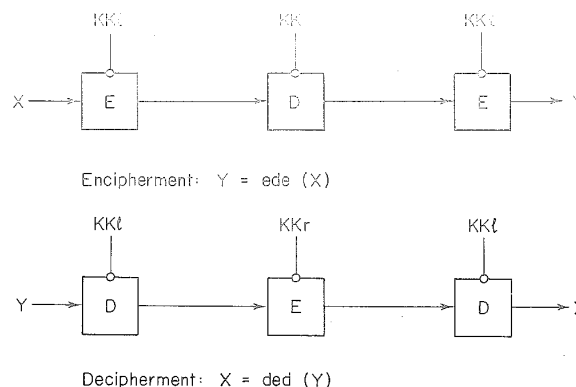 KKℓ KK KKℓ
X E D E Y
Encipherment: Y = ede (X)
KKℓ KKr KKℓ
Y D E D X
Decipherment: X = ded (Y)